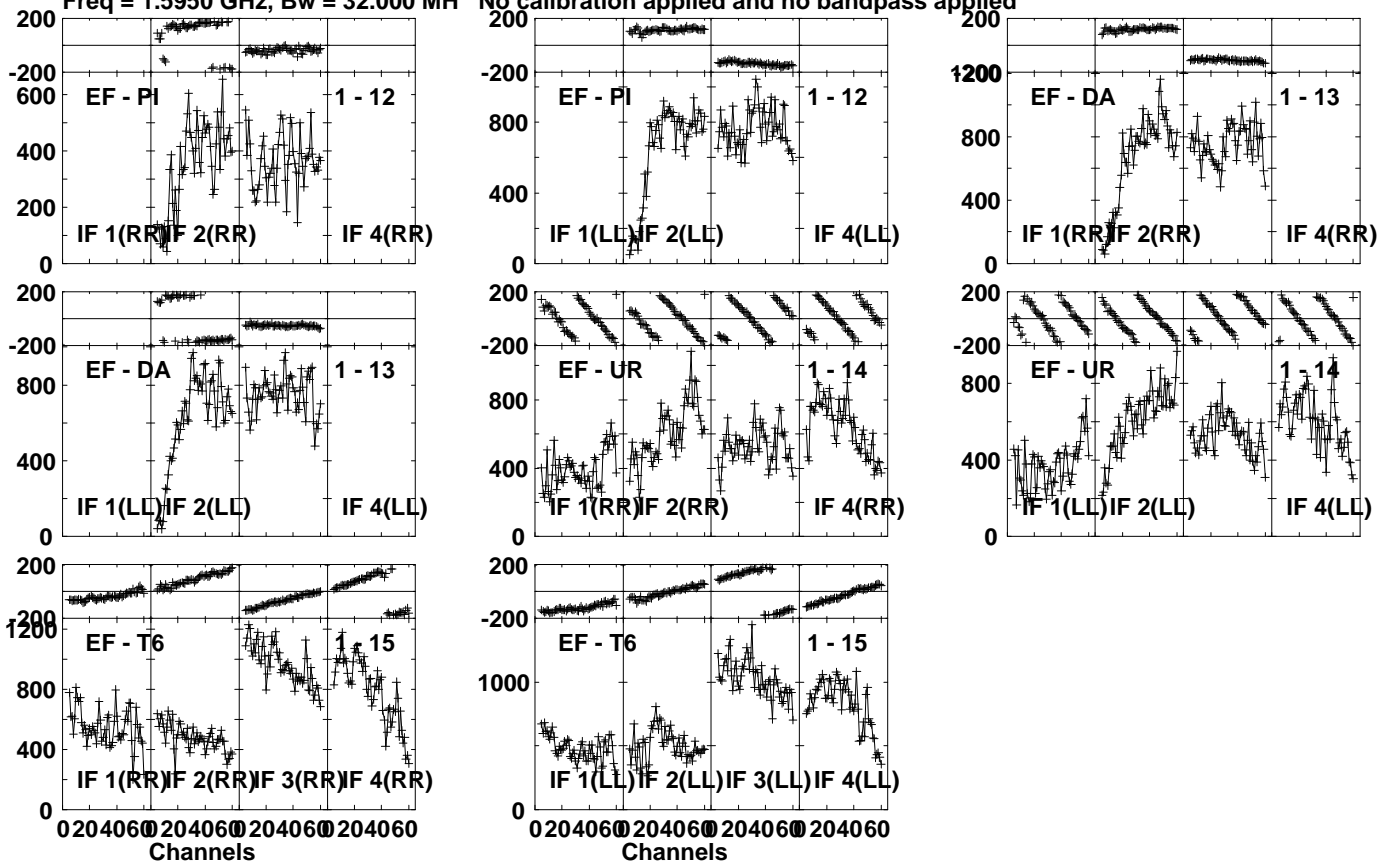 Freq = 1.5950 GHz, Bw = 32.000 MH No calibration applied and no bandpass applied
200 200 200
-200 -200 -200
600 EF - PI 1 - 12 EF - PI 1 - 12 1200 EF - DA 1 - 13
400 800 800
200 400 400
IF 1(RR) IF 2(RR) IF 4(RR) IF 1(LL) IF 2(LL) IF 4(LL) IF 1(RR) IF 2(RR) IF 4(RR)
0 0 0
200 200 200
-200 -200 -200
EF - DA 1 - 13 EF - UR 1 - 14 EF - UR 1 - 14
800 800 800
400 400 400
IF 1(LL) IF 2(LL) IF 4(LL) IF 1(RR) IF 2(RR) IF 4(RR) IF 1(LL) IF 2(LL) IF 4(LL)
0 0 0
200 200
-200 -200
1200 EF - T6 1 - 15 EF - T6 1 - 15
800 1000
400
IF 1(RR) IF 2(RR) IF 3(RR) IF 4(RR) IF 1(LL) IF 2(LL) IF 3(LL) IF 4(LL)
0 0
0 20 40 60 0 20 40 60 0 20 40 60 0 20 40 60 0 20 40 60 0 20 40 60 0 20 40 60 0 20 40 60
Channels Channels